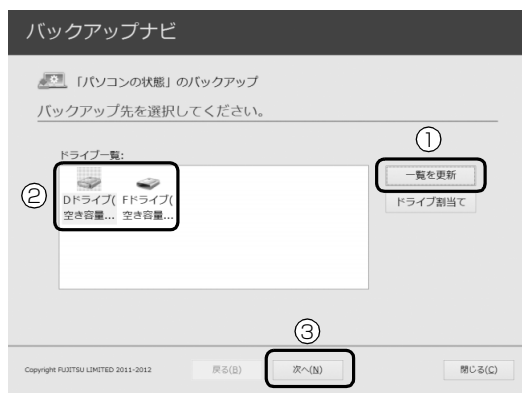 バックアップナビ
「パソコンの状態」のバックアップ
バックアップ先を選択してください。
①
ドライブ一覧:
一覧を更新
②
Dドライブ( Fドライブ(
空き容量... 空き容量...
ドライブ割当て
③
Copyright FUJITSU LIMITED 2011-2012
戻る(B)
次へ(N)
閉じる(C)